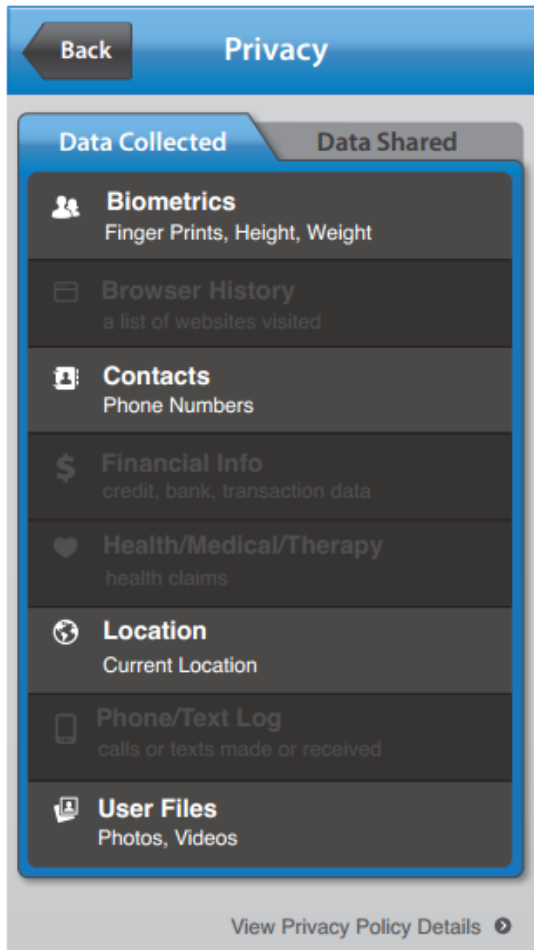 Back
Privacy
Data Collected
Data Shared
Biometrics
Finger Prints, Height, Weight
Browser History
a list of websites visited
Contacts
Phone Numbers
Financial Info
credit, bank, transaction data
Health/Medical/Therapy
health claims
Location
Current Location
Phone/Text Log
calls or texts made or received
User Files
Photos, Videos
View Privacy Policy Details